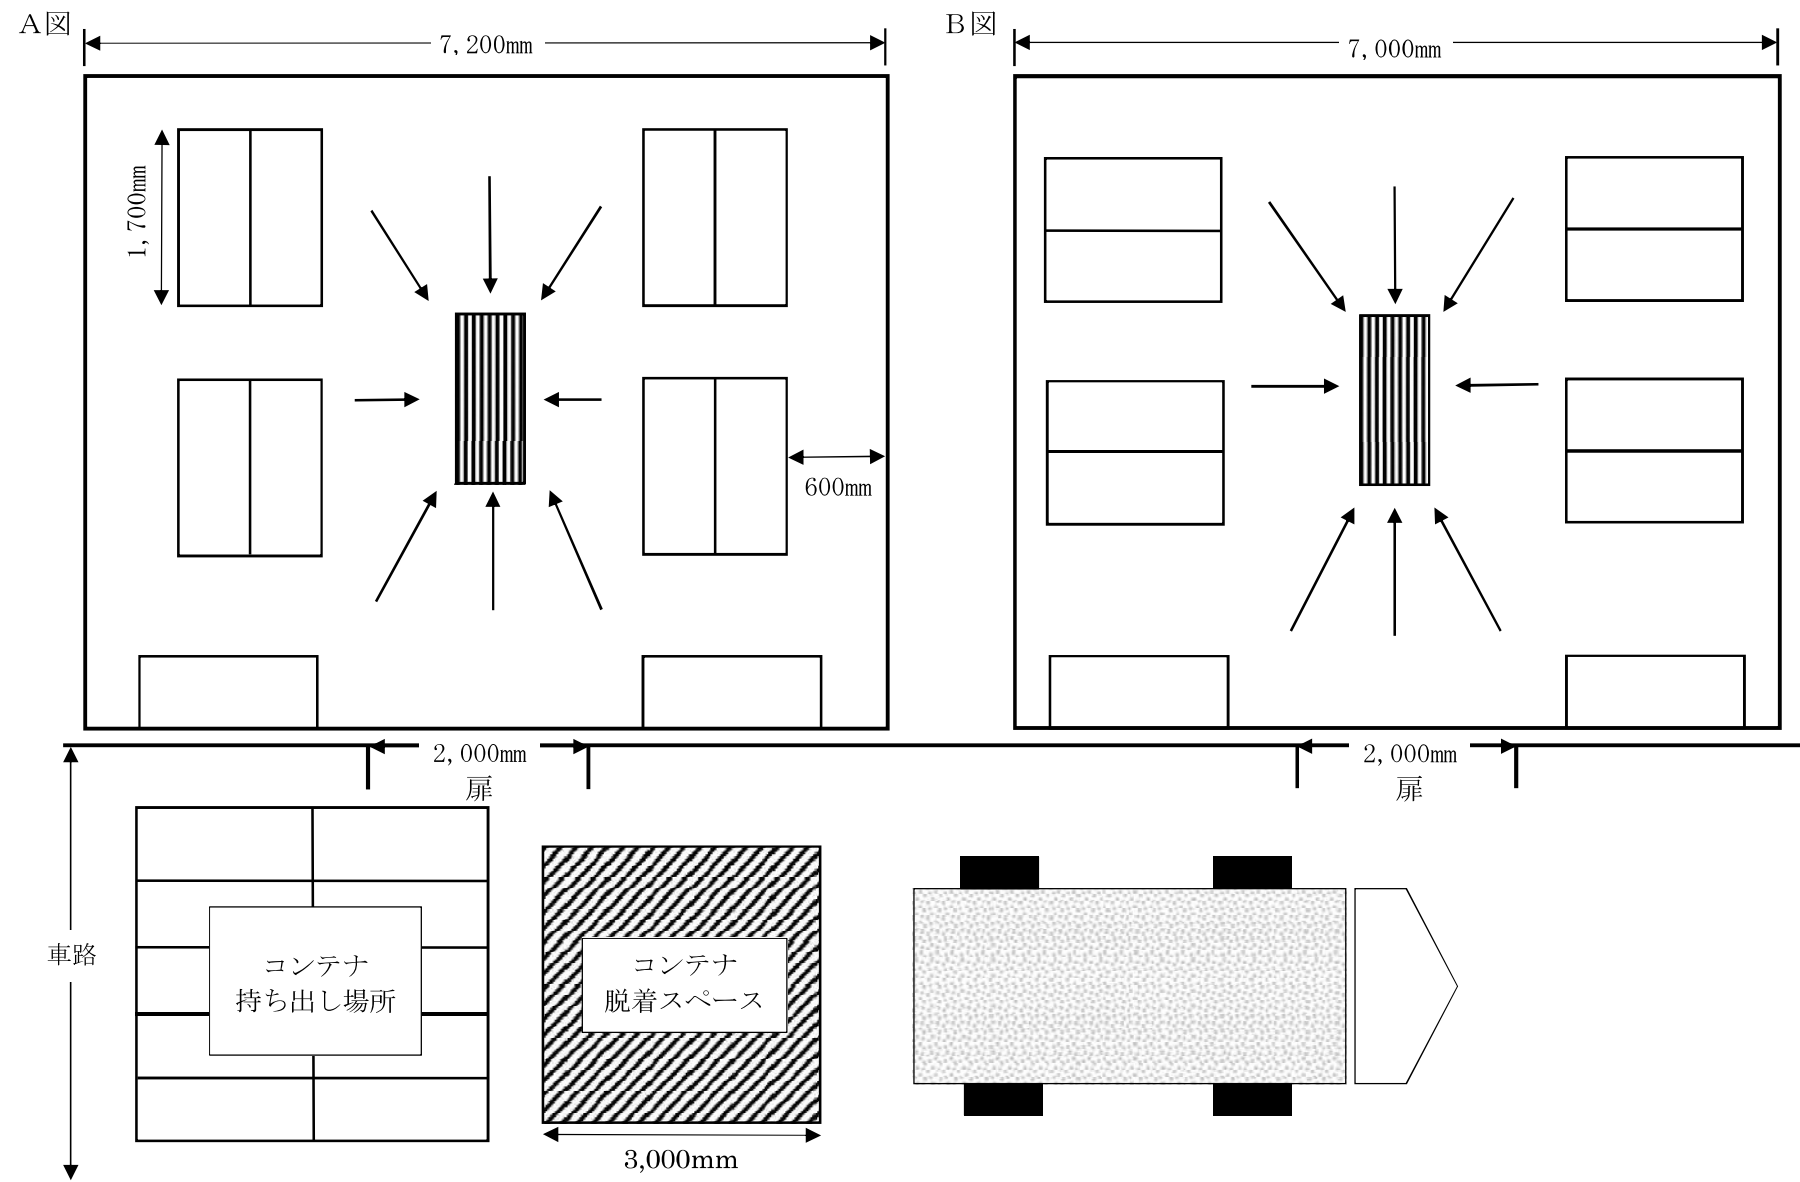 A図
7,200mm
B図
7,000mm
1,700mm
600mm
2,000mm
扉
2,000mm
扉
車路
コンテナ
持ち出し場所
コンテナ
脱着スペース
3,000mm